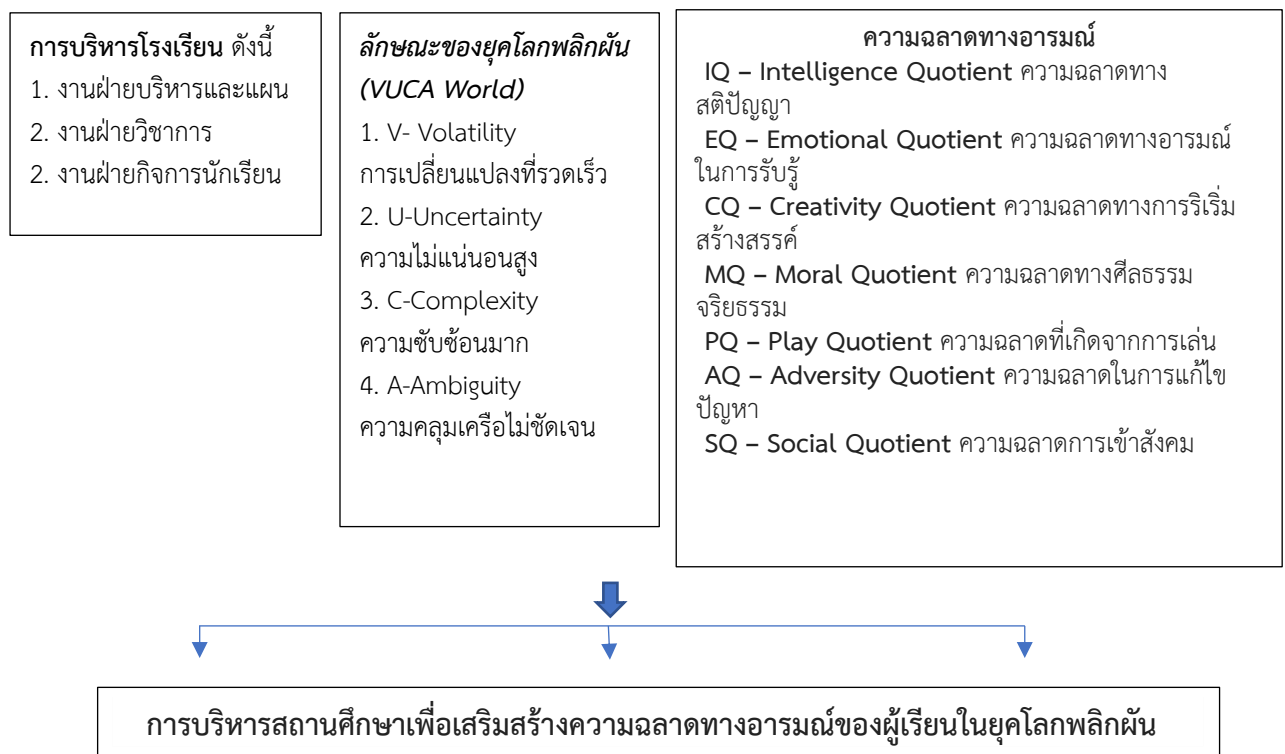 การบริหารโรงเรียน ดังนี้
1. งานฝ่ายบริหารและแผน
2. งานฝ่ายวิชาการ
2. งานฝ่ายกิจการนักเรียน
ลักษณะของยุคโลกพลิกผัน
(VUCA World)
1. V- Volatility
การเปลี่ยนแปลงที่รวดเร็ว
2. U-Uncertainty
ความไม่แน่นอนสูง
3. C-Complexity
ความซับซ้อนมาก
4. A-Ambiguity
ความคลุมเครือไม่ชัดเจน
ความฉลาดทางอารมณ์
IQ – Intelligence Quotient ความฉลาดทาง
สติปัญญา
EQ – Emotional Quotient ความฉลาดทางอารมณ์
ในการรับรู้
CQ – Creativity Quotient ความฉลาดทางการริเริ่ม
สร้างสรรค์
MQ – Moral Quotient ความฉลาดทางศีลธรรม
จริยธรรม
PQ – Play Quotient ความฉลาดที่เกิดจากการเล่น
AQ – Adversity Quotient ความฉลาดในการแก้ไข
ปัญหา
SQ – Social Quotient ความฉลาดการเข้าสังคม
การบริหารสถานศึกษาเพื่อเสริมสร้างความฉลาดทางอารมณ์ของผู้เรียนในยุคโลกพลิกผัน